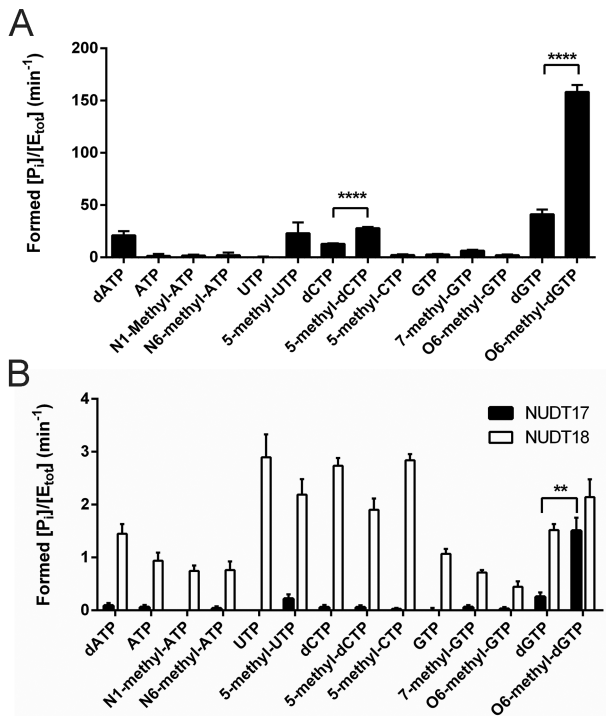 A
Formed [Pi]/[Etot] (min-1)
200
150
100
50
0
****
****
dATP
ATP
N1-Methyl-ATP
N6-methyl-ATP
UTP
5-methyl-UTP
dCTP
5-methyl-dCTP
5-methyl-CTP
GTP
7-methyl-GTP
O6-methyl-GTP
dGTP
O6-methyl-dGTP
B
Formed [Pi]/[Etot] (min-1)
4
3
2
1
0
NUDT17
NUDT18
**
dATP
ATP
N1-methyl-ATP
N6-methyl-ATP
UTP
5-methyl-UTP
dCTP
5-methyl-dCTP
5-methyl-CTP
GTP
7-methyl-GTP
O6-methyl-GTP
dGTP
O6-methyl-dGTP